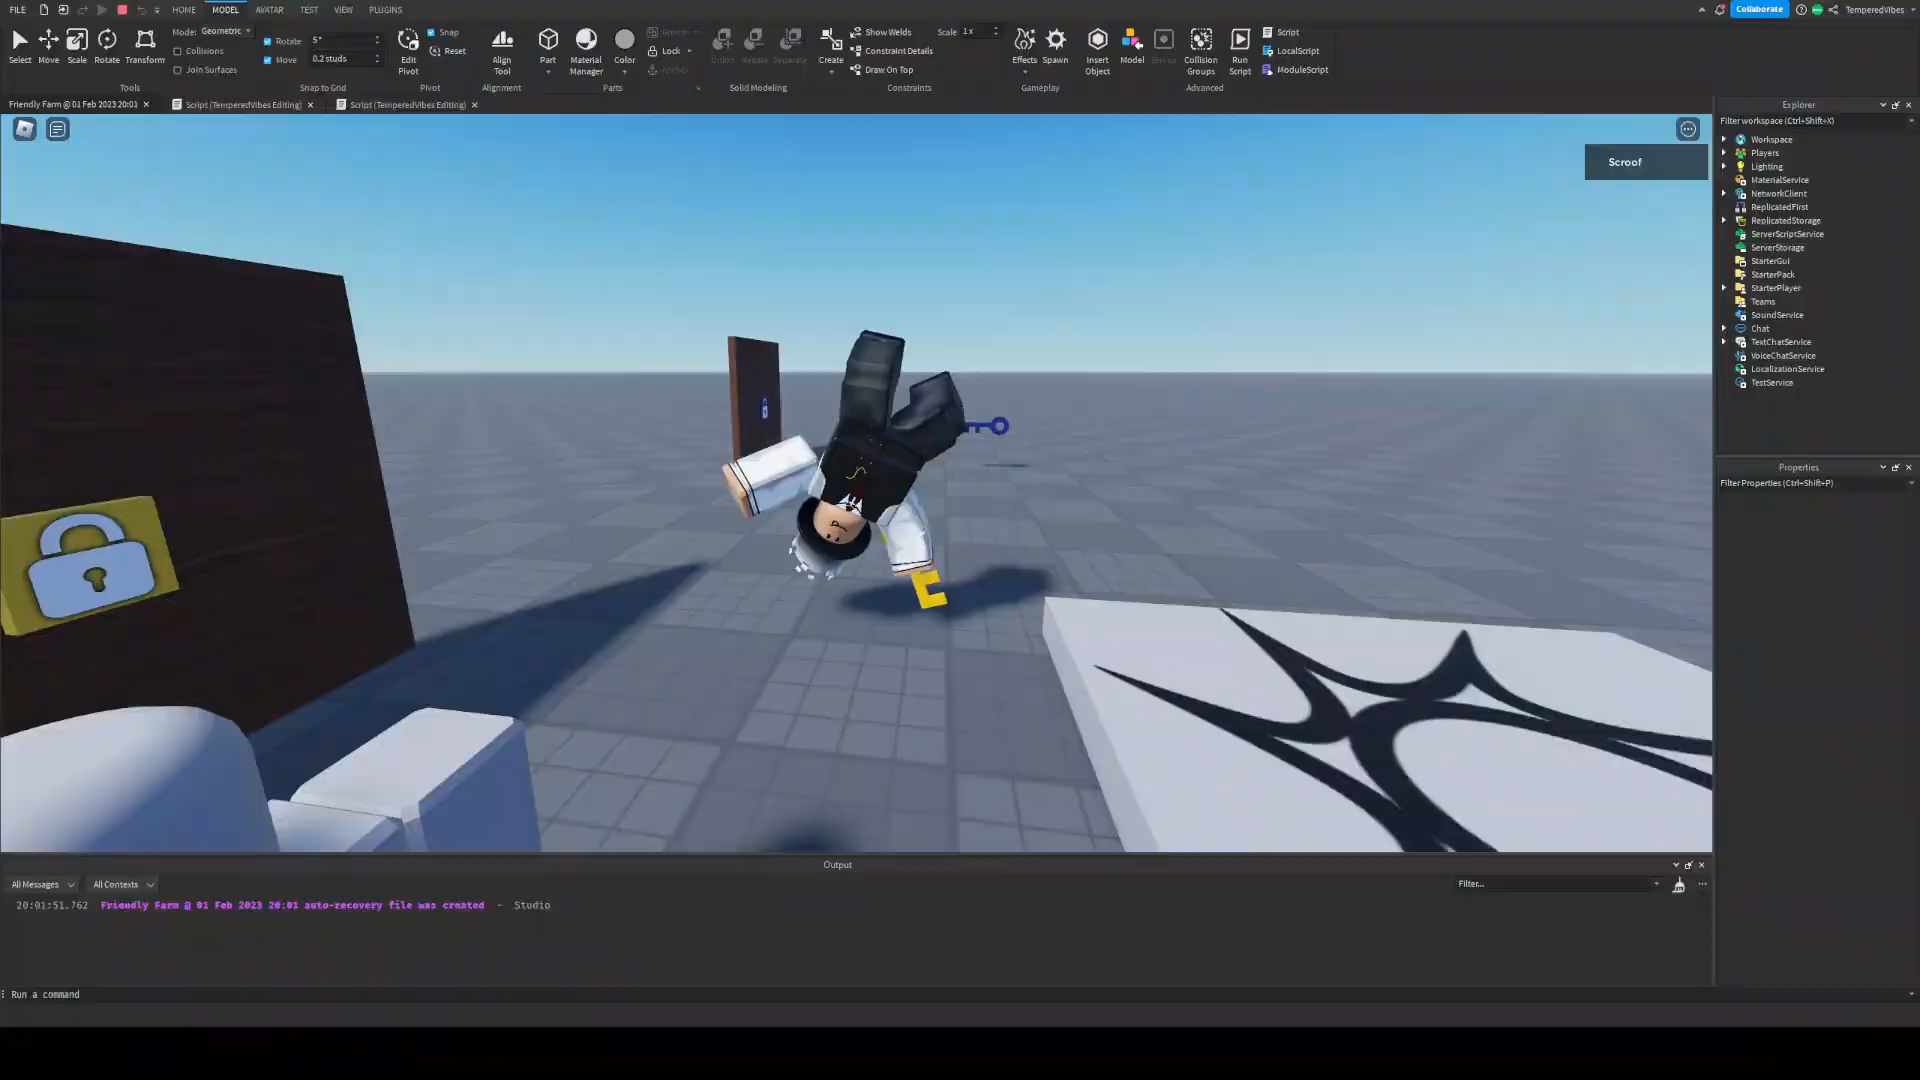 FILE HOME MODEL AVATAR TEST VIEW PLUGINS Collaborate TemperedVibes
Select Move Scale Rotate Transform
Mode: Geometric
Collisions
Join Surfaces
Tools
Rotate 5°
Move 0.2 studs
Snap to Grid
Edit Pivot
Snap
Reset
Pivot
Align Tool
Alignment
Part
Material Manager
Color
Group
Lock
Anchor
Parts
Union Negate Separate
Solid Modeling
Create
Show Welds
Constraint Details
Draw On Top
Scale 1x
Constraints
Effects Spawn
Gameplay
Insert Object
Model
Service
Collision Groups
Run Script
Script
LocalScript
ModuleScript
Advanced
Friendly Farm @ 01 Feb 2023 20:01 Script (TemperedVibes Editing) Script (TemperedVibes Editing)
Scroof
Explorer
Filter workspace (Ctrl+Shift+X)
Workspace
Players
Lighting
MaterialService
NetworkClient
ReplicatedFirst
ReplicatedStorage
ServerScriptService
ServerStorage
StarterGui
StarterPack
StarterPlayer
Teams
SoundService
Chat
TextChatService
VoiceChatService
LocalizationService
TestService
Properties
Filter Properties (Ctrl+Shift+P)
Output
All Messages All Contexts Filter...
20:01:51.762 Friendly Farm @ 01 Feb 2023 20:01 auto-recovery file was created - Studio
Run a command